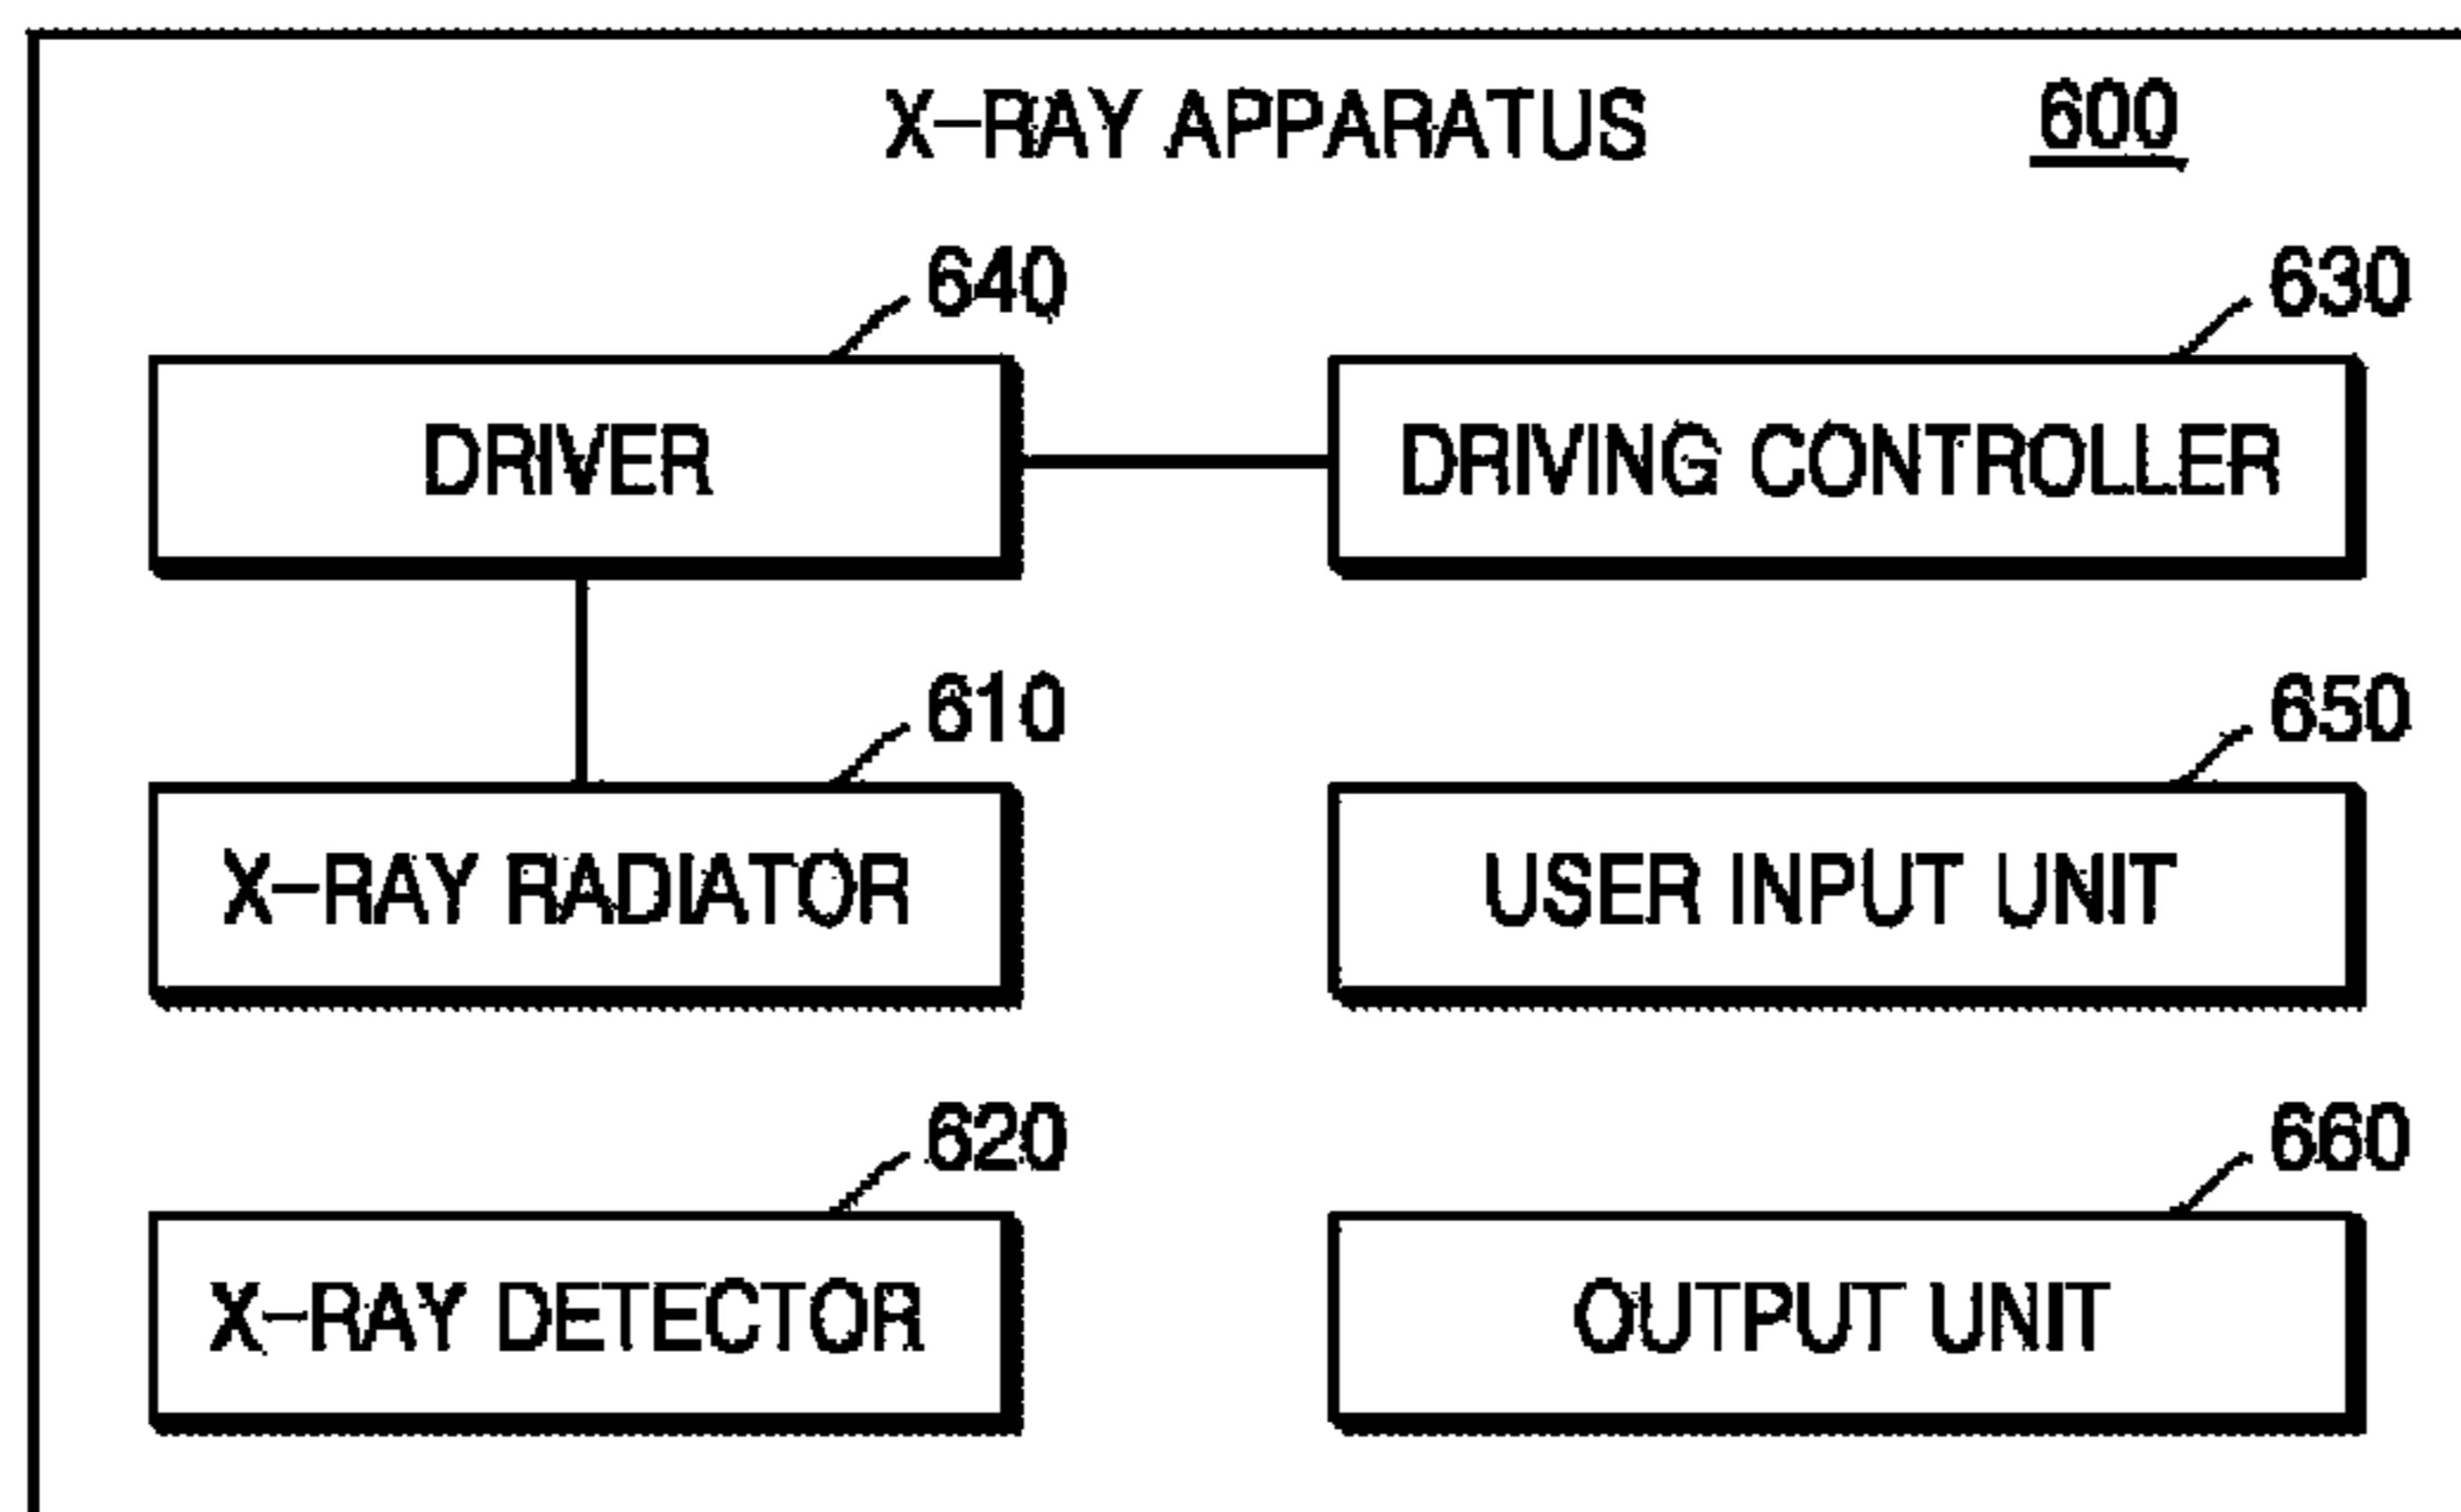 X-RAY APPARATUS 600
640 630
DRIVER DRIVING CONTROLLER
610 650
X-RAY RADIATOR USER INPUT UNIT
620 660
X-RAY DETECTOR OUTPUT UNIT